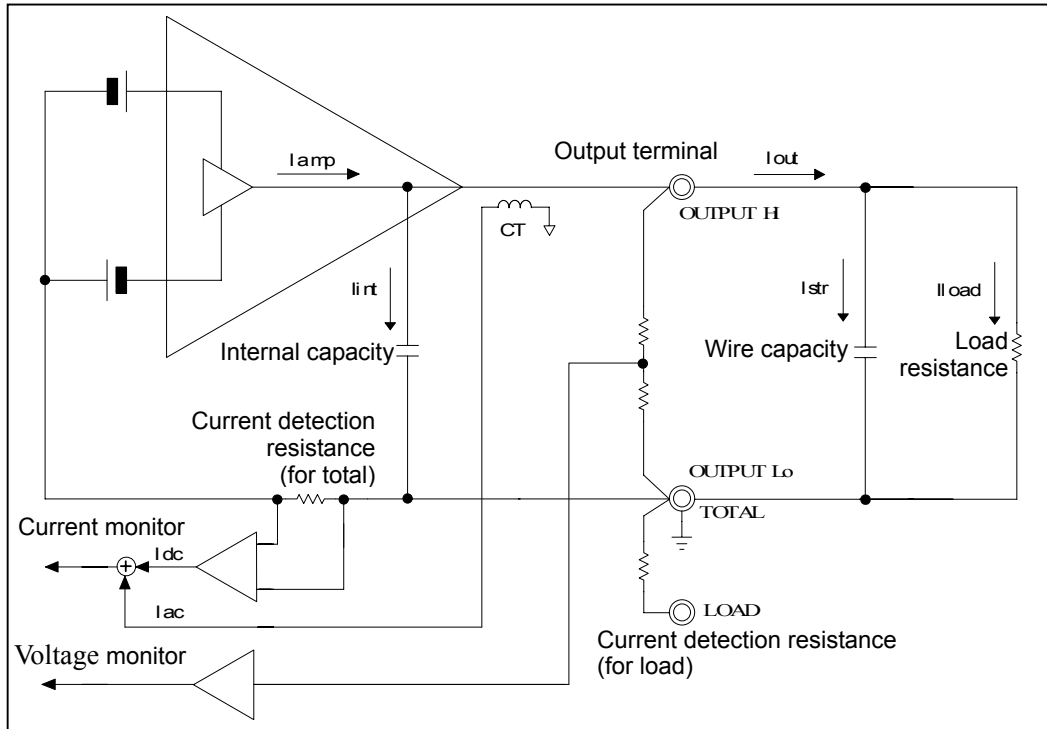 Iamp
Output terminal
Iout
OUTPUT HI
CT
Iint
Istr
Iload
Internal capacity
Wire capacity
Load
resistance
Current detection
resistance
(for total)
OUTPUT Lo
TOTAL
Current monitor
Idc
Iac
LOAD
Current detection resistance
(for load)
Voltage monitor